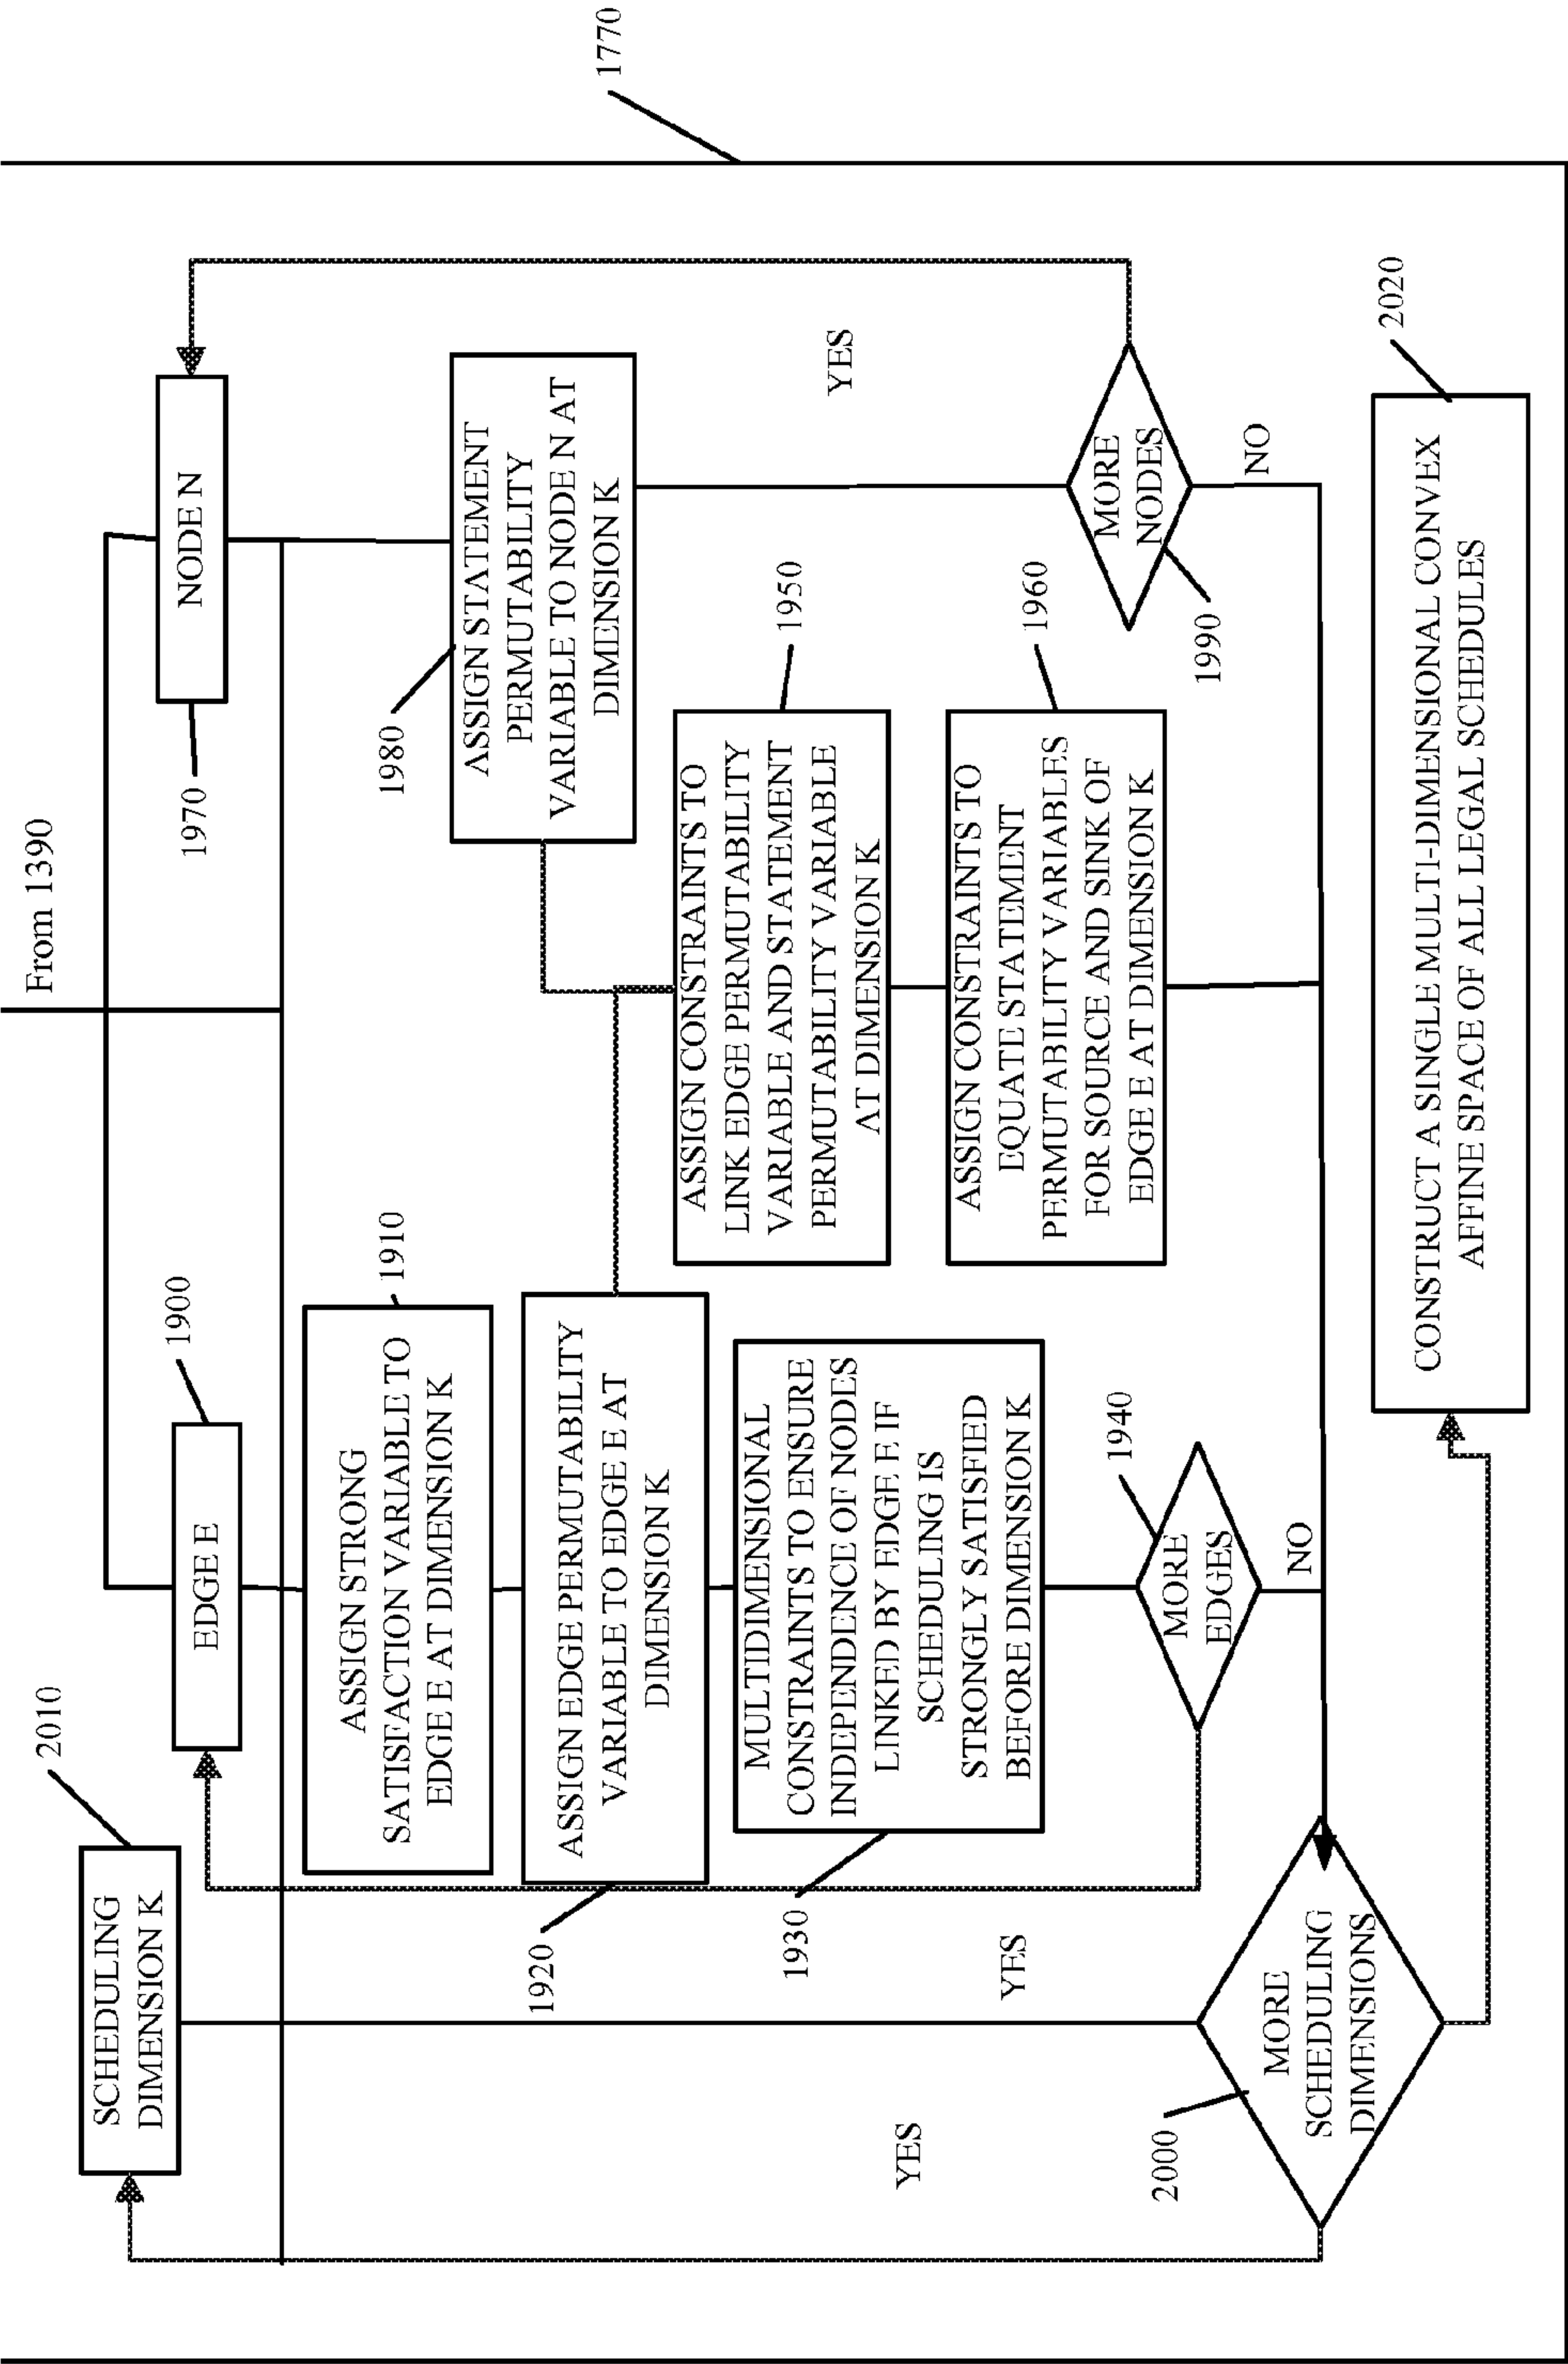 From 1390
1770
2010
SCHEDULING
DIMENSION K
1900
EDGE E
1970
NODE N
1910
ASSIGN STRONG
SATISFACTION VARIABLE TO
EDGE E AT DIMENSION K
1920
ASSIGN EDGE PERMUTABILITY
VARIABLE TO EDGE E AT
DIMENSION K
1930
MULTIDIMENSIONAL
CONSTRAINTS TO ENSURE
INDEPENDENCE OF NODES
LINKED BY EDGE E IF
SCHEDULING IS
STRONGLY SATISFIED
BEFORE DIMENSION K
1940
MORE
EDGES
YES
NO
1980
ASSIGN STATEMENT
PERMUTABILITY
VARIABLE TO NODE N AT
DIMENSION K
1950
ASSIGN CONSTRAINTS TO
LINK EDGE PERMUTABILITY
VARIABLE AND STATEMENT
PERMUTABILITY VARIABLE
AT DIMENSION K
1960
ASSIGN CONSTRAINTS TO
EQUATE STATEMENT
PERMUTABILITY VARIABLES
FOR SOURCE AND SINK OF
EDGE E AT DIMENSION K
YES
1990
MORE
NODES
NO
YES
2000
MORE
SCHEDULING
DIMENSIONS
2020
CONSTRUCT A SINGLE MULTI-DIMENSIONAL CONVEX
AFFINE SPACE OF ALL LEGAL SCHEDULES